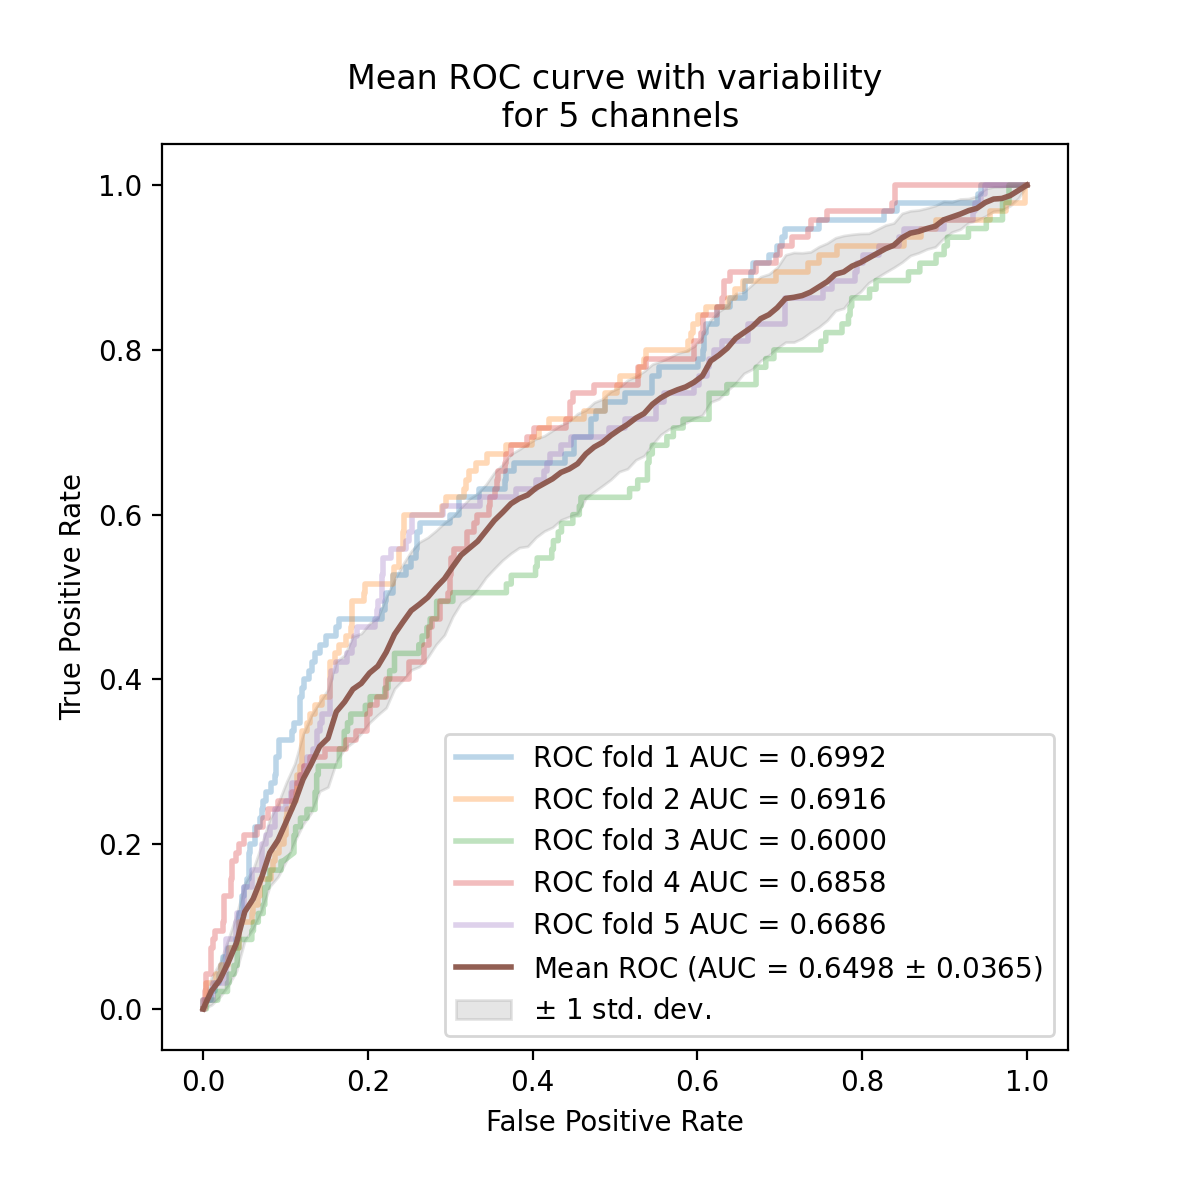 Mean ROC curve with variability
for 5 channels
1.0
0.8
0.6
0.4
0.2
0.0
True Positive Rate
ROC fold 1 AUC = 0.6992
ROC fold 2 AUC = 0.6916
ROC fold 3 AUC = 0.6000
ROC fold 4 AUC = 0.6858
ROC fold 5 AUC = 0.6686
Mean ROC (AUC = 0.6498 ± 0.0365)
± 1 std. dev.
0.0 0.2 0.4 0.6 0.8 1.0
False Positive Rate